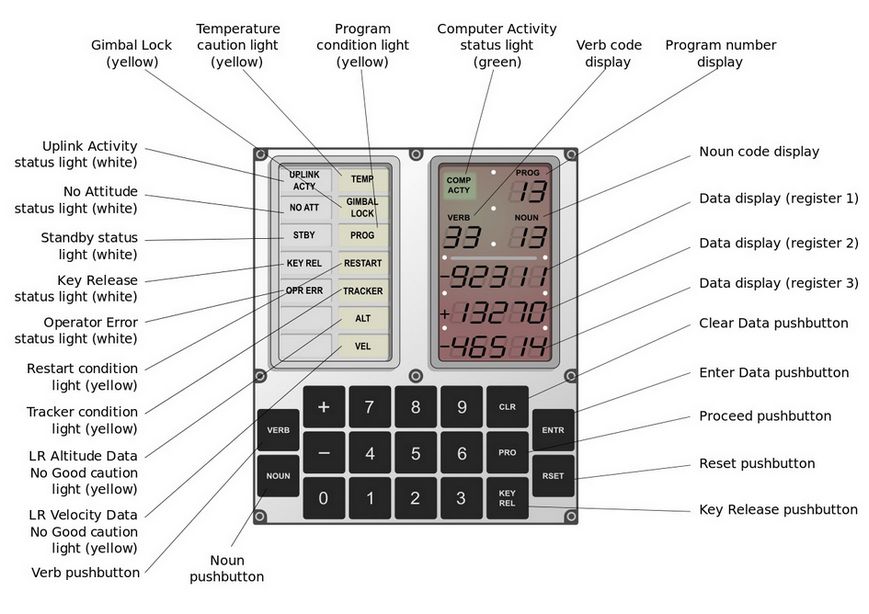 Gimbal Lock
(yellow)
Temperature
caution light
(yellow)
Program
condition light
(yellow)
Computer Activity
status light
(green)
Verb code
display
Program number
display
Uplink Activity
status light (white)
No Attitude
status light (white)
Standby status
light (white)
Key Release
status light (white)
Operator Error
status light (white)
Restart condition
light (yellow)
Tracker condition
light (yellow)
LR Altitude Data
No Good caution
light (yellow)
LR Velocity Data
No Good caution
light (yellow)
Verb pushbutton
Noun
pushbutton
UPLINK
ACTY
TEMP
NO ATT
GIMBAL
LOCK
STBY
PROG
KEY REL
RESTART
OPR ERR
TRACKER
ALT
VEL
COMP
ACTY
PROG
13
VERB
NOUN
33
13
-92311
+13270
-46514
VERB
NOUN
+ 7 8 9 CLR
− 4 5 6 PRO
0 1 2 3 KEY
REL
ENTR
RSET
Noun code display
Data display (register 1)
Data display (register 2)
Data display (register 3)
Clear Data pushbutton
Enter Data pushbutton
Proceed pushbutton
Reset pushbutton
Key Release pushbutton